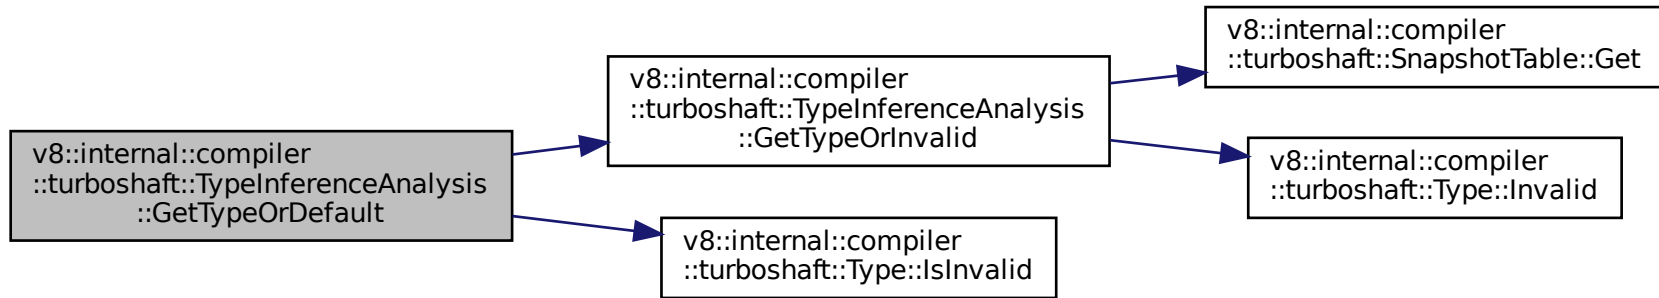 v8::internal::compiler
::turboshaft::TypeInferenceAnalysis
::GetTypeOrDefault
v8::internal::compiler
::turboshaft::TypeInferenceAnalysis
::GetTypeOrInvalid
v8::internal::compiler
::turboshaft::SnapshotTable::Get
v8::internal::compiler
::turboshaft::Type::Invalid
v8::internal::compiler
::turboshaft::Type::IsInvalid